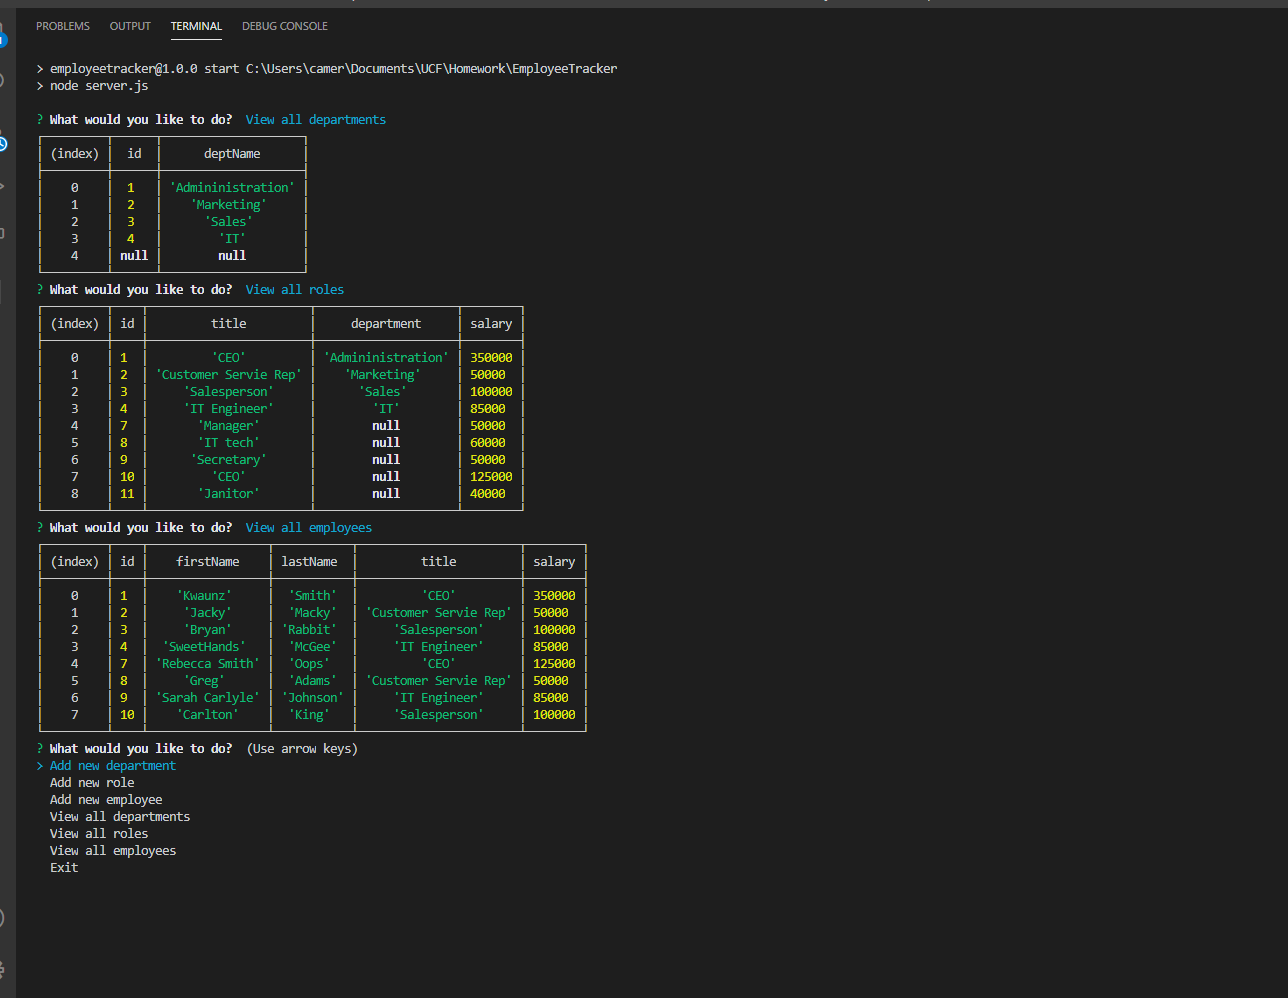 PROBLEMS OUTPUT TERMINAL DEBUG CONSOLE
> employeetracker@1.0.0 start C:\Users\camer\Documents\UCF\Homework\EmployeeTracker
> node server.js
? What would you like to do? View all departments
(index) id deptName
0 1 'Admininistration'
1 2 'Marketing'
2 3 'Sales'
3 4 'IT'
4 null null
? What would you like to do? View all roles
(index) id title department salary
0 1 'CEO' 'Admininistration' 350000
1 2 'Customer Servie Rep' 'Marketing' 50000
2 3 'Salesperson' 'Sales' 100000
3 4 'IT Engineer' 'IT' 85000
4 7 'Manager' null 50000
5 8 'IT tech' null 60000
6 9 'Secretary' null 50000
7 10 'CEO' null 125000
8 11 'Janitor' null 40000
? What would you like to do? View all employees
(index) id firstName lastName title salary
0 1 'Kwaunz' 'Smith' 'CEO' 350000
1 2 'Jacky' 'Macky' 'Customer Servie Rep' 50000
2 3 'Bryan' 'Rabbit' 'Salesperson' 100000
3 4 'SweetHands' 'McGee' 'IT Engineer' 85000
4 7 'Rebecca Smith' 'Oops' 'CEO' 125000
5 8 'Greg' 'Adams' 'Customer Servie Rep' 50000
6 9 'Sarah Carlyle' 'Johnson' 'IT Engineer' 85000
7 10 'Carlton' 'King' 'Salesperson' 100000
? What would you like to do? (Use arrow keys)
> Add new department
Add new role
Add new employee
View all departments
View all roles
View all employees
Exit